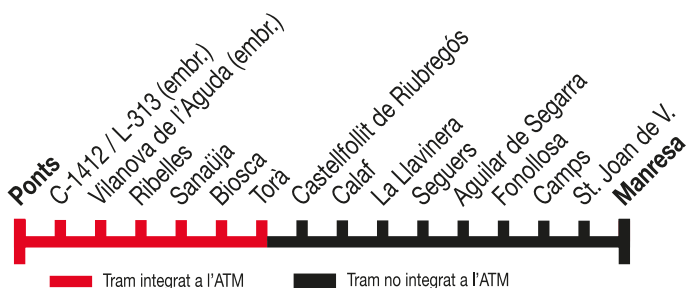 Ponts
C-1412 / L-313 (embr.)
Vilanova de l'Aguda (embr.)
Ribelles
Sanaüja
Biosca
Torà
Castellfollit de Riubregós
Calaf
La Llavinera
Seguers
Aguilar de Segarra
Fonollosa
Camps
St. Joan de V.
Manresa
Tram integrat a l'ATM
Tram no integrat a l'ATM